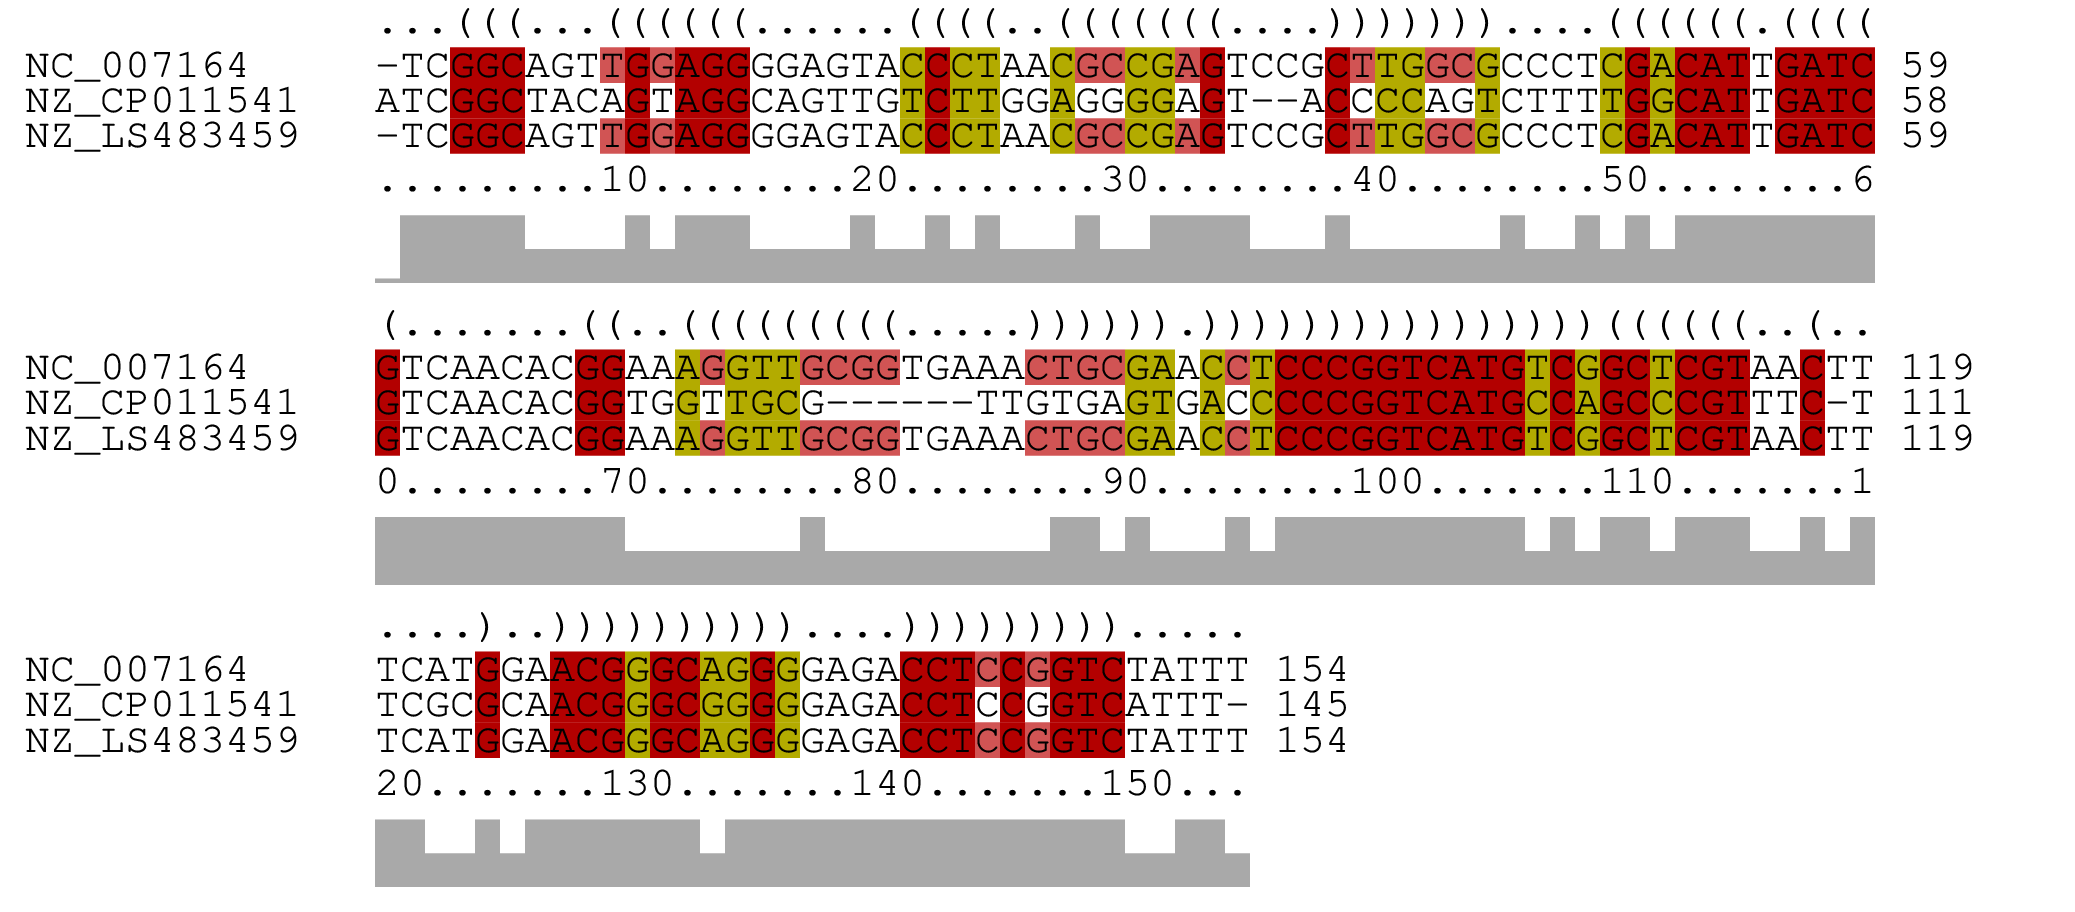 ...(((...((((((......((((..(((((((....)))))))....((((((.((((
NC_007164 -TCGGCAGTTGGAGGGGAGTACCCTAACGCCGAGTCCGCTTGGCGCCCTCGACATTGATC 59
NZ_CP011541 ATCGGCTACAGTAGGCAGTTGTCTTGGAGGGGAGT--ACCCCAGTCTTTTGGCATTGATC 58
NZ_LS483459 -TCGGCAGTTGGAGGGGAGTACCCTAACGCCGAGTCCGCTTGGCGCCCTCGACATTGATC 59
.........10........20........30........40........50........6
(.......((..(((((((((.....)))))).))))))))))))))))((((((..(..
NC_007164 GTCAACACGGAAAGGTTGCGGTGAAACTGCGAACCTCCCGGTCATGTCGGCTCGTAACTT 119
NZ_CP011541 GTCAACACGGTGGTTGCG------TTGTGAGTGACCCCCGGTCATGCCAGCCCGTTTC-T 111
NZ_LS483459 GTCAACACGGAAAGGTTGCGGTGAAACTGCGAACCTCCCGGTCATGTCGGCTCGTAACTT 119
0........70........80........90........100.......110.......1
....)..))))))))))....))))))))).....
NC_007164 TCATGGAACGGGCAGGGGAGACCTCCGGTCTATTT 154
NZ_CP011541 TCGCGCAACGGGCGGGGGAGACCTCCGGTCATTT- 145
NZ_LS483459 TCATGGAACGGGCAGGGGAGACCTCCGGTCTATTT 154
20.......130.......140.......150...